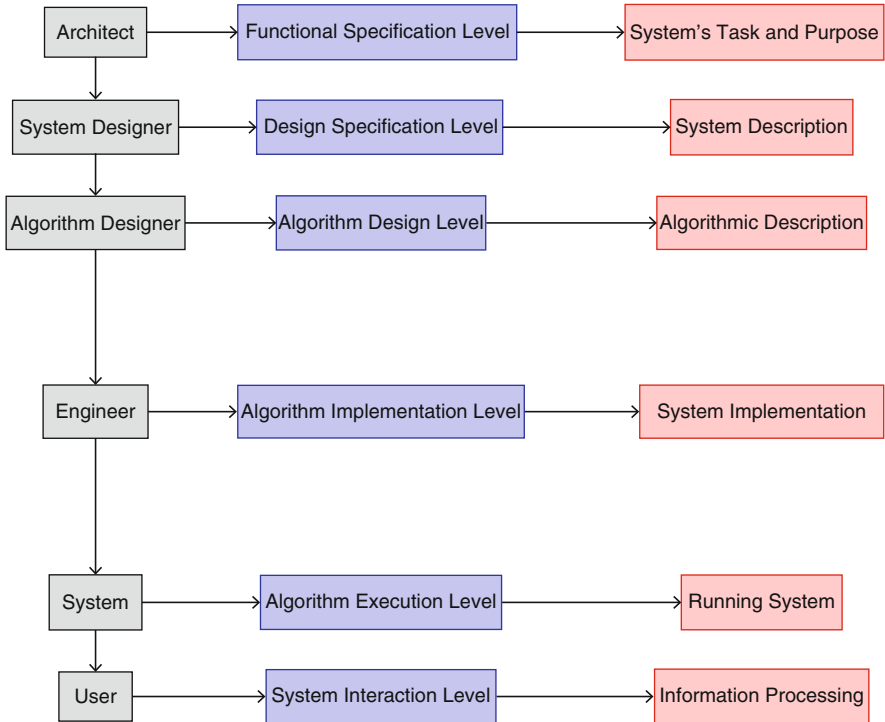 Architect
Functional Specification Level
System's Task and Purpose
System Designer
Design Specification Level
System Description
Algorithm Designer
Algorithm Design Level
Algorithmic Description
Engineer
Algorithm Implementation Level
System Implementation
System
Algorithm Execution Level
Running System
User
System Interaction Level
Information Processing